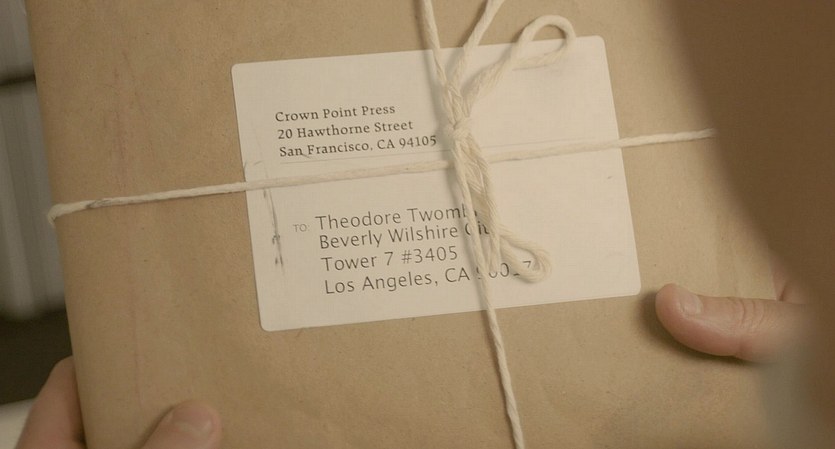 Crown Point Press
20 Hawthorne Street
San Francisco, CA 94105
TO Theodore
Beverly Wilshire
Tower 7 #3405
Los Angeles, CA